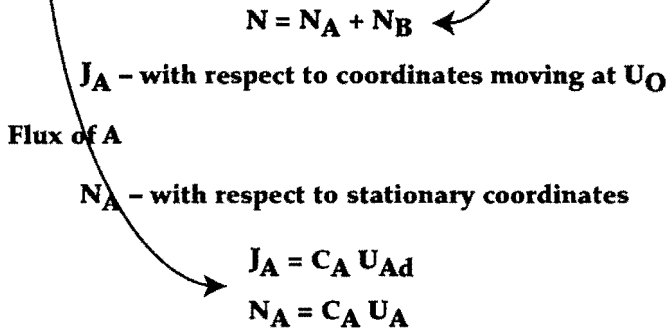 N = N_A + N_B
J_A – with respect to coordinates moving at U_O
Flux of A
N_A – with respect to stationary coordinates
J_A = C_A U_Ad
N_A = C_A U_A